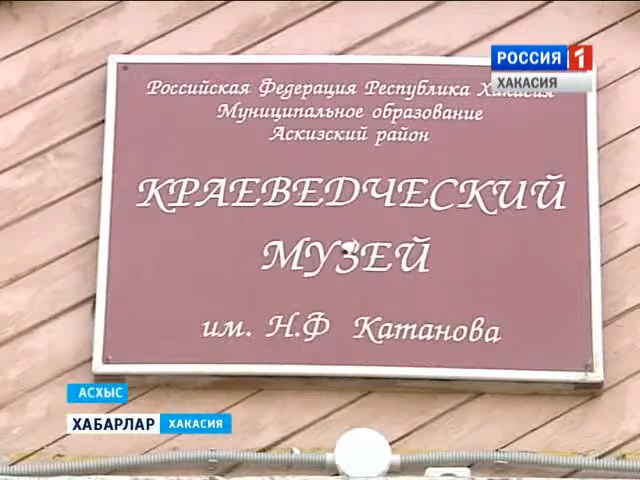 РОССИЯ 1
ХАКАСИЯ
Российская Федерация Республика Хакасия
Муниципальное образование
Аскизский район
КРАЕВЕДЧЕСКИЙ
МУЗЕЙ
им. Н.Ф Катанова
АСХЫС
ХАБАРЛАР ХАКАСИЯ